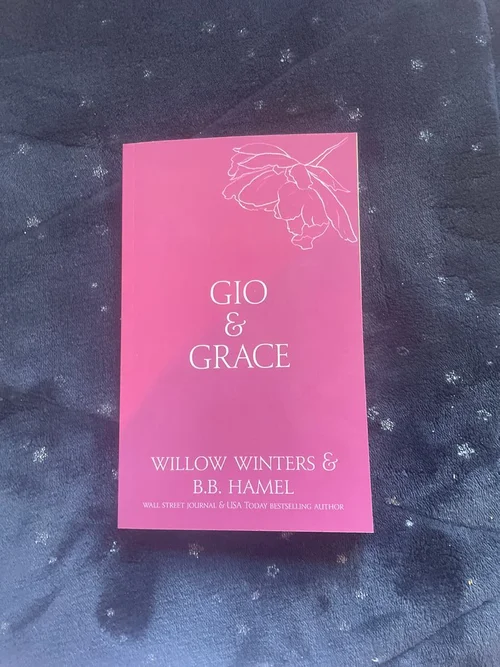 GIO
&
GRACE
WILLOW WINTERS &
B.B. HAMEL
WALL STREET JOURNAL & USA TODAY BESTSELLING AUTHOR